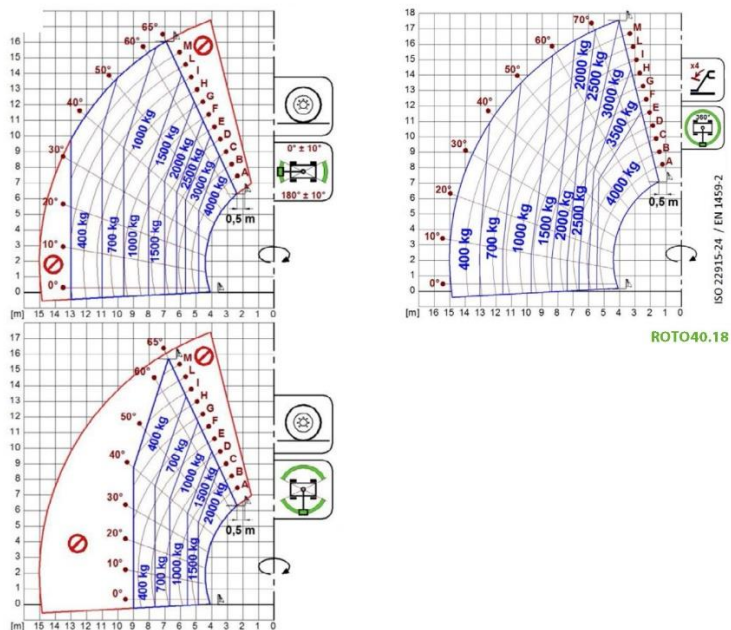 65°
60°
50°
40°
30°
20°
10°
0°
16
15
14
13
12
11
10
9
8
7
6
5
4
3
2
1
0
M
L
I
H
G
F
E
D
C
B
A
400 kg
700 kg
1000 kg
1500 kg
1000 kg
1500 kg
2000 kg
2500 kg
3000 kg
4000 kg
0,5 m
0° ± 10°
180° ± 10°
[m] 15 14 13 12 11 10 9 8 7 6 5 4 3 2 1 0
70°
60°
50°
40°
30°
20°
10°
0°
18
17
16
15
14
13
12
11
10
9
8
7
6
5
4
3
2
1
0
M
L
I
H
G
F
E
D
C
B
A
2000 kg
2500 kg
3000 kg
3500 kg
4000 kg
400 kg
700 kg
1000 kg
1500 kg
2000 kg
2500 kg
0,5 m
x4
360°
[m] 16 15 14 13 12 11 10 9 8 7 6 5 4 3 2 1 0
ISO 22915-24 / EN 1459-2
ROTO40.18
65°
60°
50°
40°
30°
20°
10°
0°
17
16
15
14
13
12
11
10
9
8
7
6
5
4
3
2
1
0
M
L
I
H
G
F
E
D
C
B
A
400 kg
700 kg
1000 kg
1500 kg
2000 kg
400 kg
700 kg
1000 kg
1500 kg
0,5 m
[m] 15 14 13 12 11 10 9 8 7 6 5 4 3 2 1 0